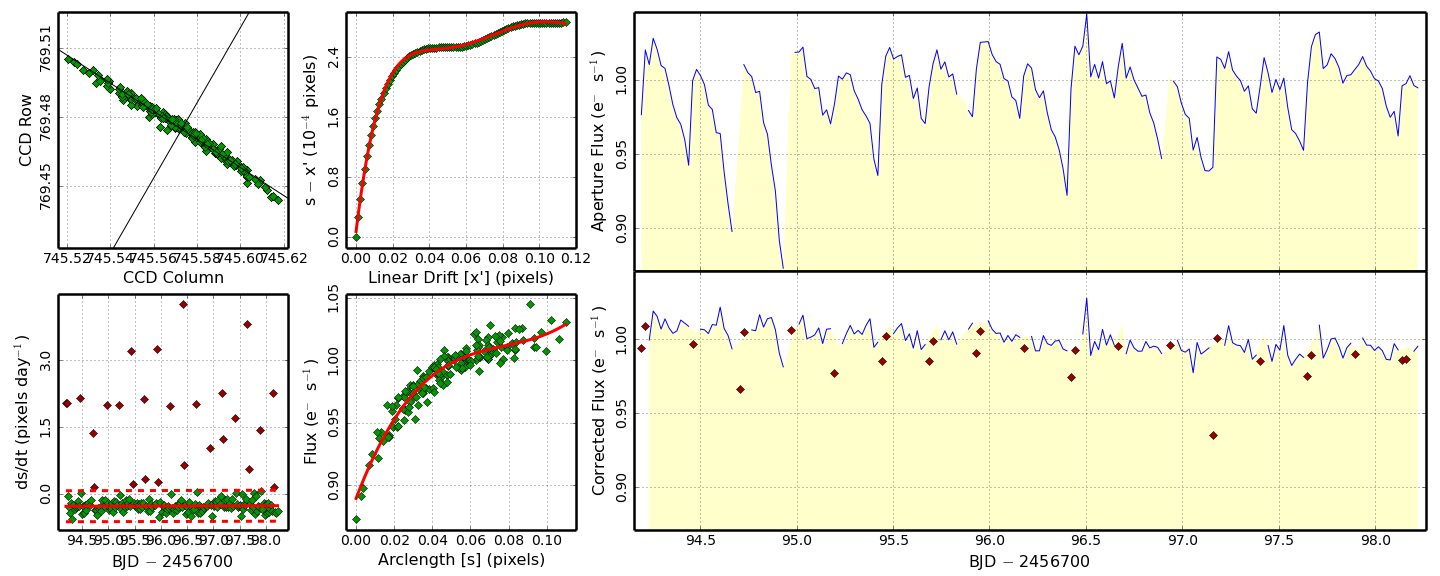 769.51
769.48
769.45
CCD Row
745.52 745.54 745.56 745.58 745.60 745.62
CCD Column
2.4
1.6
0.8
0.0
s − x' (10⁻¹ pixels)
0.00 0.02 0.04 0.06 0.08 0.10 0.12
Linear Drift [x'] (pixels)
1.00
0.95
0.90
Aperture Flux (e⁻ s⁻¹)
3.0
1.5
0.0
ds/dt (pixels day⁻¹)
94.5 95.0 95.5 96.0 96.5 97.0 97.5 98.0
BJD − 2456700
1.05
1.00
0.95
0.90
Flux (e⁻ s⁻¹)
0.00 0.02 0.04 0.06 0.08 0.10
Arclength [s] (pixels)
1.00
0.95
0.90
Corrected Flux (e⁻ s⁻¹)
94.5 95.0 95.5 96.0 96.5 97.0 97.5 98.0
BJD − 2456700